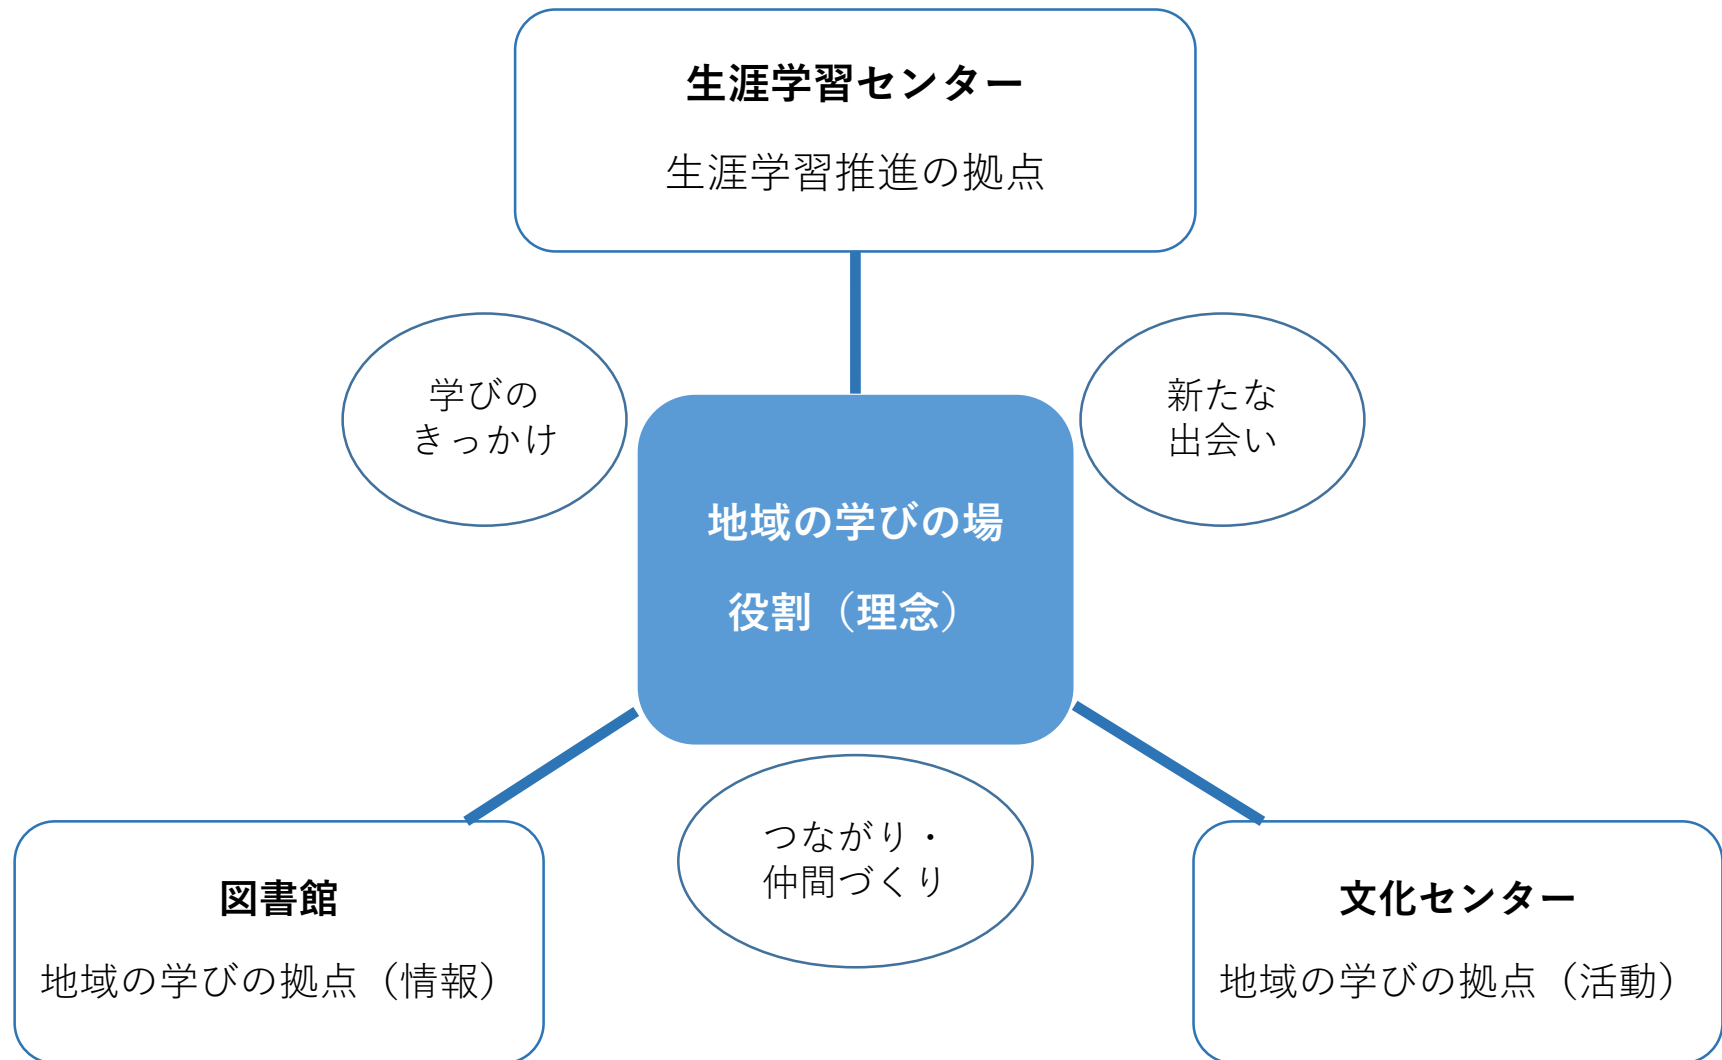 生涯学習センター
生涯学習推進の拠点
学びの
きっかけ
新たな
出会い
地域の学びの場
役割（理念）
つながり・
仲間づくり
図書館
地域の学びの拠点（情報）
文化センター
地域の学びの拠点（活動）